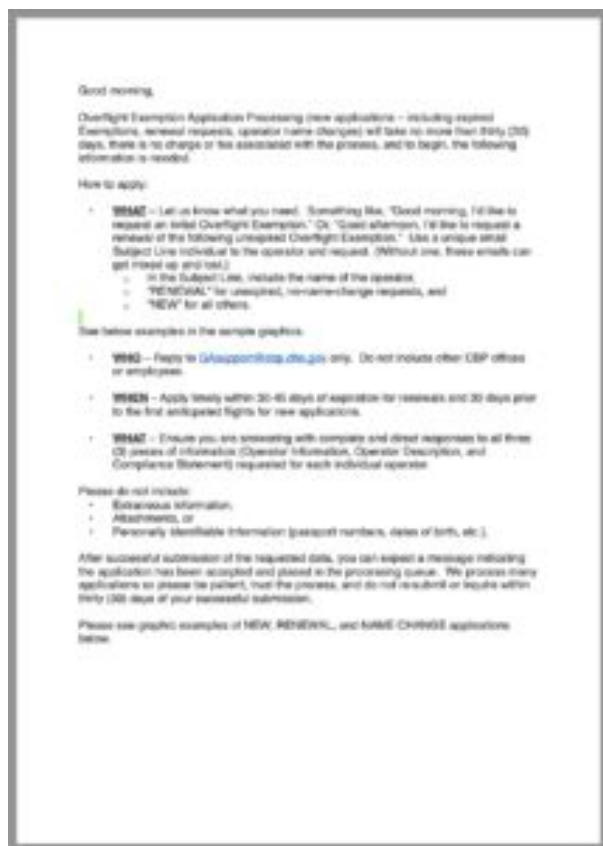 Good morning,
Overflight Exemption Application Processing (new applications – including expired
Exemptions, renewal requests, operator name changes) will take no more than thirty (30)
days, there is no charge or fee associated with the process, and to begin, the following
information is needed.
How to apply:
• WHAT – Let us know what you need. Something like, "Good morning, I'd like to
request an initial Overflight Exemption." Or, "Good afternoon, I'd like to request a
renewal of the following unexpired Overflight Exemption." Use a unique email
Subject Line individual to the operator and request. (Without one, these emails can
get mixed up and lost.)
o In the Subject Line, include the name of the operator,
o "RENEWAL" for unexpired, no-name-change requests, and
o "NEW" for all others.
See below examples in the sample graphics.
• WHO – Reply to GAsupport@cbp.dhs.gov only. Do not include other CBP offices
or employees.
• WHEN – Apply timely within 30-45 days of expiration for renewals and 30 days prior
to the first anticipated flights for new applications.
• WHAT – Ensure you are answering with complete and direct responses to all three
(3) pieces of information (Operator Information, Operator Description, and
Compliance Statement) requested for each individual operator.
Please do not include:
• Extraneous information,
• Attachments, or
• Personally Identifiable Information (passport numbers, dates of birth, etc.).
After successful submission of the requested data, you can expect a message indicating
the application has been accepted and placed in the processing queue. We process many
applications so please be patient, trust the process, and do not re-submit or inquire within
thirty (30) days of your successful submission.
Please see graphic examples of NEW, RENEWAL, and NAME CHANGE applications
below.